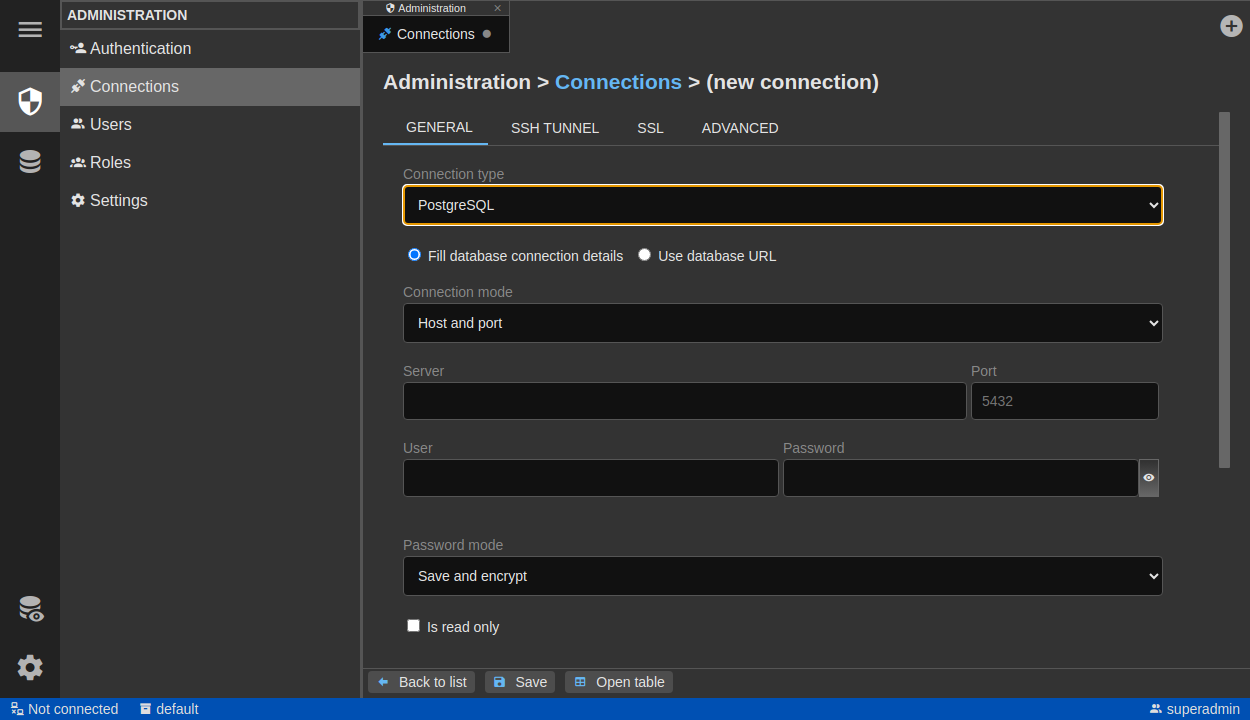 ADMINISTRATION
Authentication
Connections
Users
Roles
Settings
Administration
Connections
Administration > Connections > (new connection)
GENERAL SSH TUNNEL SSL ADVANCED
Connection type
PostgreSQL
Fill database connection details Use database URL
Connection mode
Host and port
Server Port
5432
User Password
Password mode
Save and encrypt
Is read only
Back to list Save Open table
Not connected default superadmin